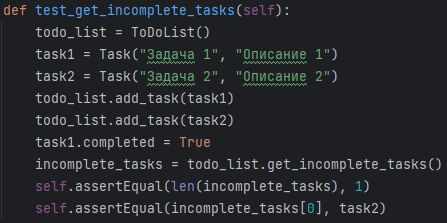 def test_get_incomplete_tasks(self):
    todo_list = ToDoList()
    task1 = Task("Задача 1", "Описание 1")
    task2 = Task("Задача 2", "Описание 2")
    todo_list.add_task(task1)
    todo_list.add_task(task2)
    task1.completed = True
    incomplete_tasks = todo_list.get_incomplete_tasks()
    self.assertEqual(len(incomplete_tasks), 1)
    self.assertEqual(incomplete_tasks[0], task2)